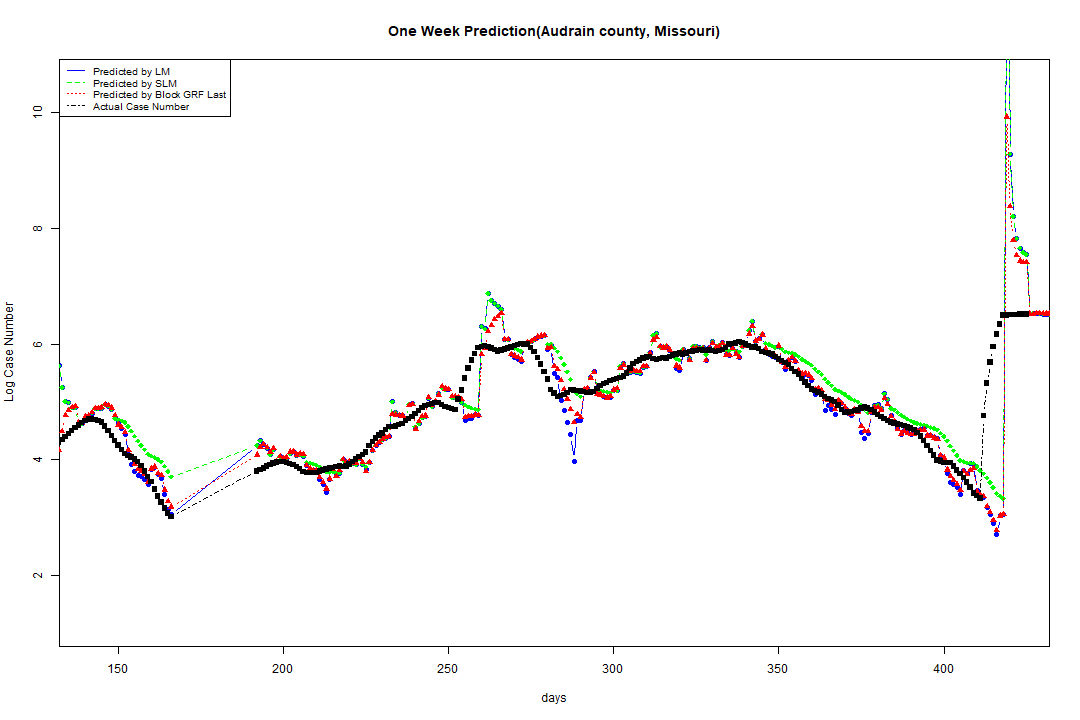 One Week Prediction(Audrain county, Missouri)
Predicted by LM
Predicted by SLM
Predicted by Block GRF Last
Actual Case Number
Log Case Number
10
8
6
4
2
150 200 250 300 350 400
days